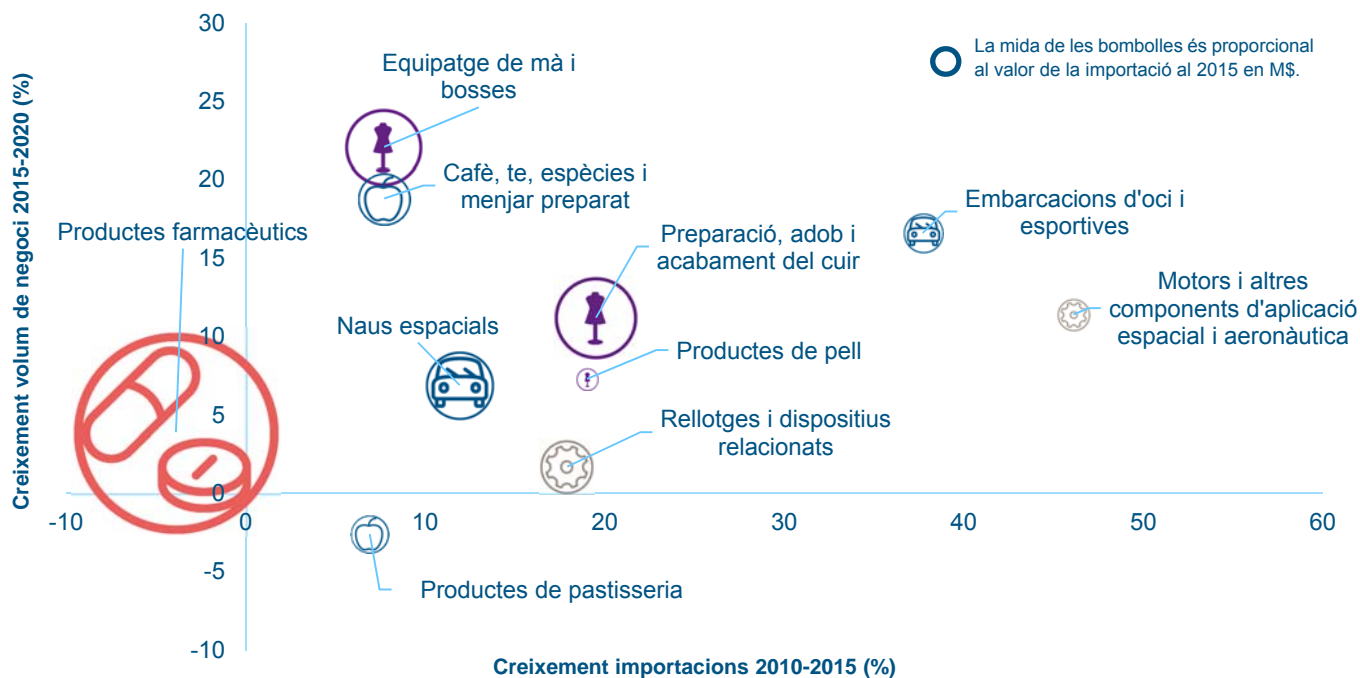 Creixement volum de negoci 2015-2020 (%)
30
25
20
15
10
5
0
-5
-10
-10
0
10
20
30
40
50
60
Creixement importacions 2010-2015 (%)
La mida de les bombolles és proporcional
al valor de la importació al 2015 en M$.
Equipatge de mà i
bosses
Cafè, te, espècies i
menjar preparat
Productes farmacèutics
Preparació, adob i
acabament del cuir
Embarcacions d'oci i
esportives
Motors i altres
components d'aplicació
espacial i aeronàutica
Naus espacials
Productes de pell
Rellotges i dispositius
relacionats
Productes de pastisseria